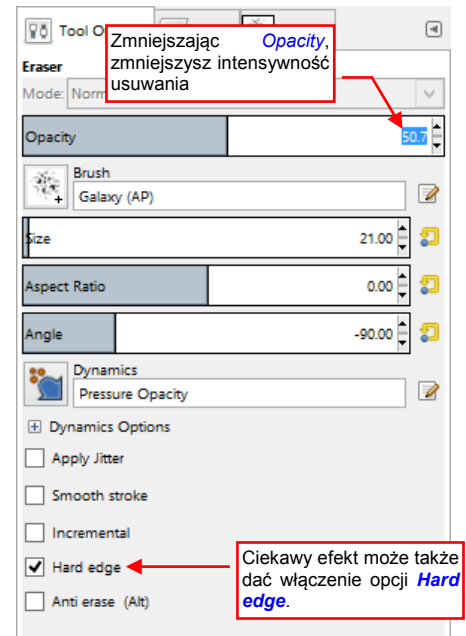 Tool O
Zmniejszając Opacity,
zmniejszysz intensywność
usuwania
Eraser
Mode: Norm
Opacity 50.7
Brush
Galaxy (AP)
Size 21.00
Aspect Ratio 0.00
Angle -90.00
Dynamics
Pressure Opacity
Dynamics Options
Apply Jitter
Smooth stroke
Incremental
Hard edge
Ciekawy efekt może także
dać włączenie opcji Hard
edge.
Anti erase (Alt)